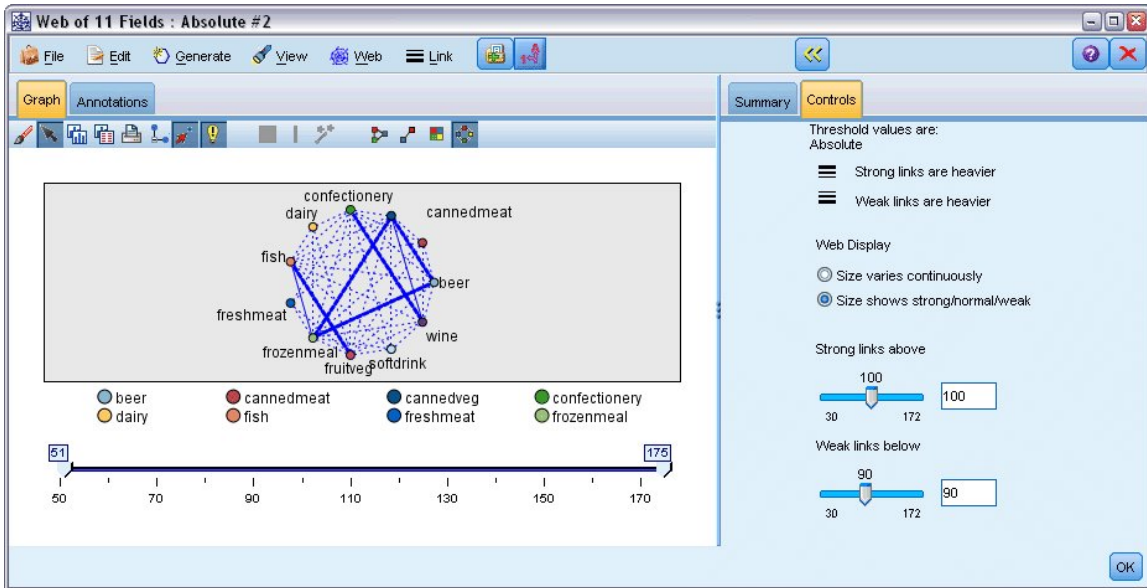 Web of 11 Fields : Absolute #2
File Edit Generate View Web Link
Graph Annotations
Summary Controls
Threshold values are:
Absolute
Strong links are heavier
Weak links are heavier
Web Display
Size varies continuously
Size shows strong/normal/weak
Strong links above
100
30 172
100
Weak links below
90
30 172
90
confectionery
dairy cannedmeat
fish
beer
freshmeat
wine
frozenmeal
fruitveg softdrink
beer cannedmeat cannedveg confectionery
dairy fish freshmeat frozenmeal
51 175
50 70 90 110 130 150 170
OK